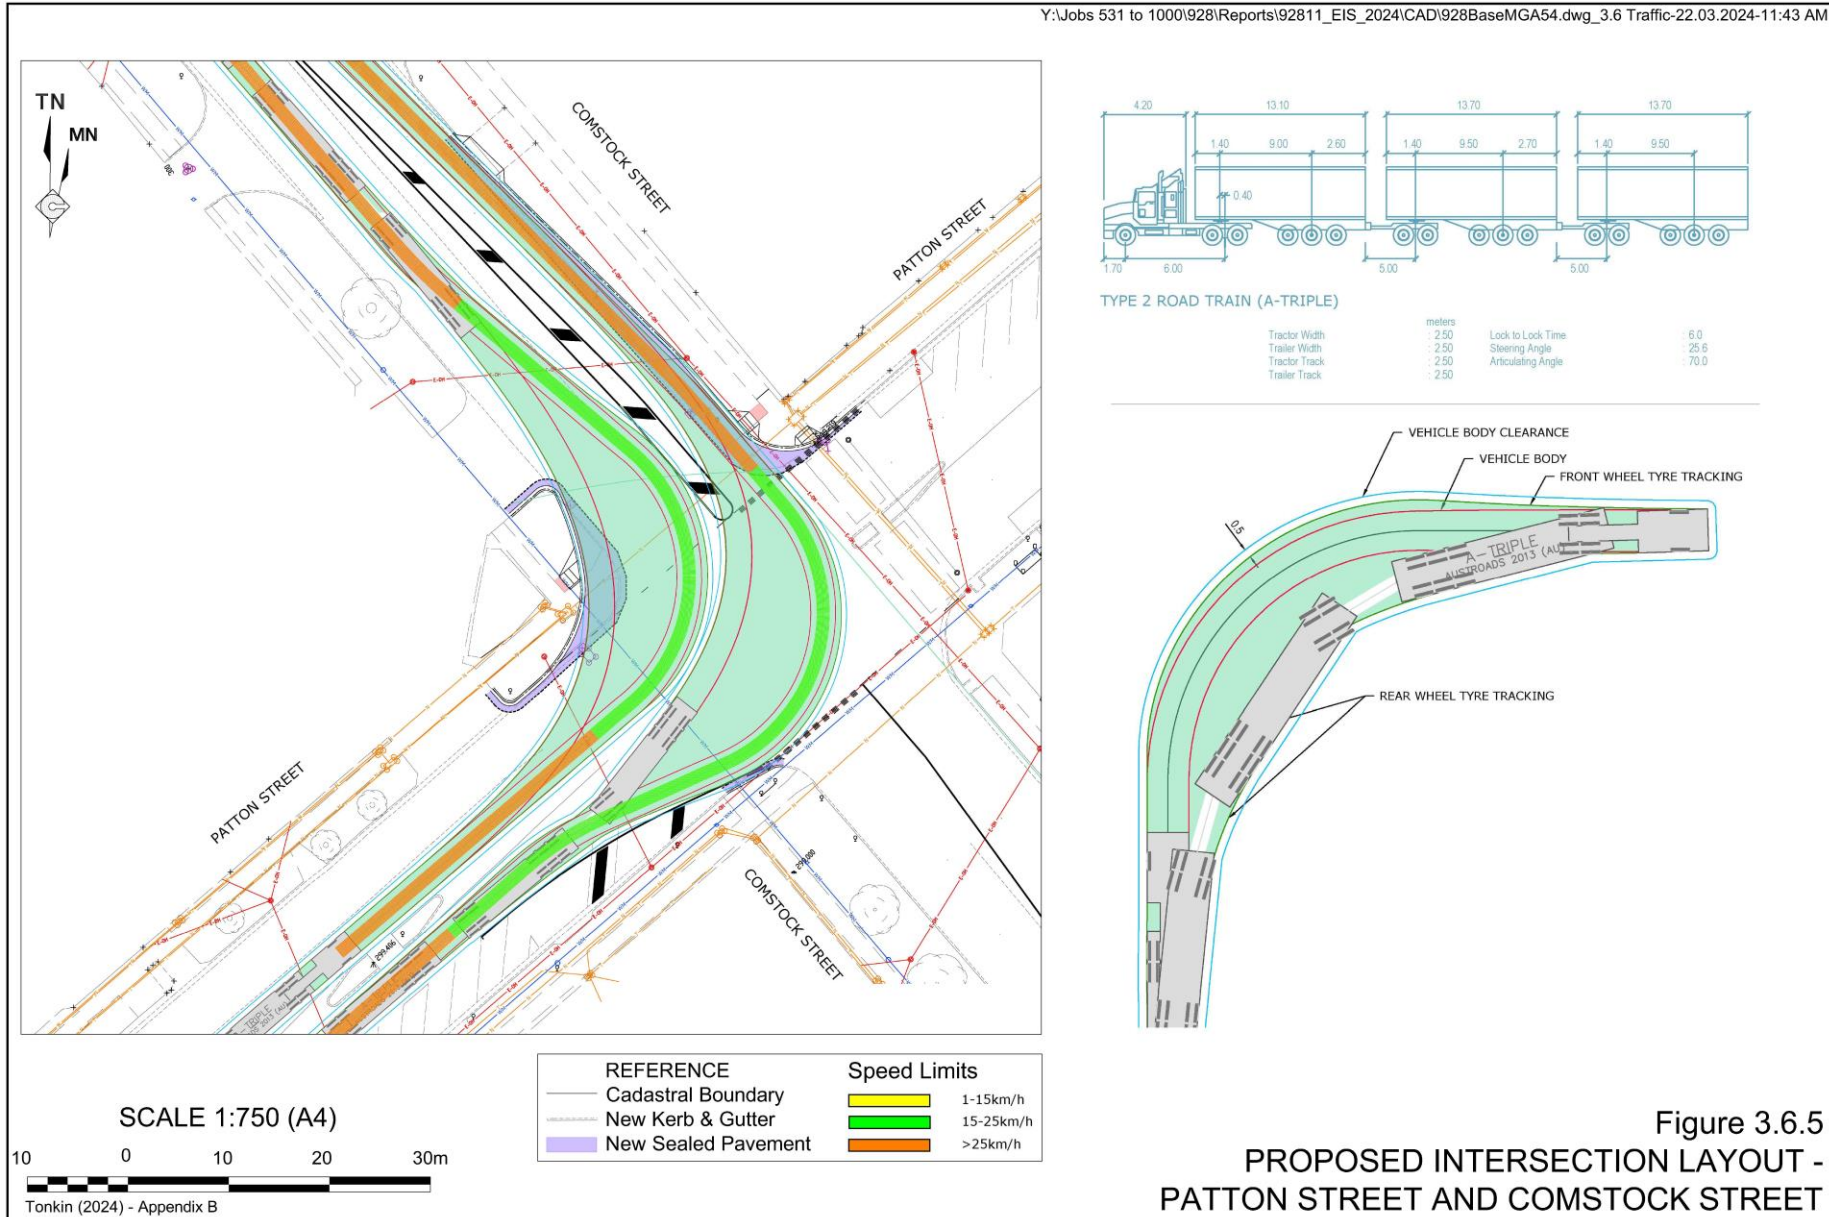 Y:\Jobs 531 to 1000\928\Reports\92811_EIS_2024\CAD\928BaseMGA54.dwg_3.6 Traffic-22.03.2024-11:43 AM
TN
MN
COMSTOCK STREET
PATTON STREET
PATTON STREET
COMSTOCK STREET
299.406
299.000
A-TRIPLE
4.20
13.10
13.70
13.70
1.40
9.00
2.60
1.40
9.50
2.70
1.40
9.50
0.40
1.70
6.00
5.00
5.00
TYPE 2 ROAD TRAIN (A-TRIPLE)
meters
Tractor Width : 2.50 Lock to Lock Time : 6.0
Trailer Width : 2.50 Steering Angle : 25.6
Tractor Track : 2.50 Articulating Angle : 70.0
Trailer Track : 2.50
VEHICLE BODY CLEARANCE
VEHICLE BODY
FRONT WHEEL TYRE TRACKING
0.5
A-TRIPLE
AUSTROADS 2013 (AU)
REAR WHEEL TYRE TRACKING
REFERENCE
Cadastral Boundary
New Kerb & Gutter
New Sealed Pavement
Speed Limits
1-15km/h
15-25km/h
>25km/h
SCALE 1:750 (A4)
10 0 10 20 30m
Tonkin (2024) - Appendix B
Figure 3.6.5
PROPOSED INTERSECTION LAYOUT -
PATTON STREET AND COMSTOCK STREET